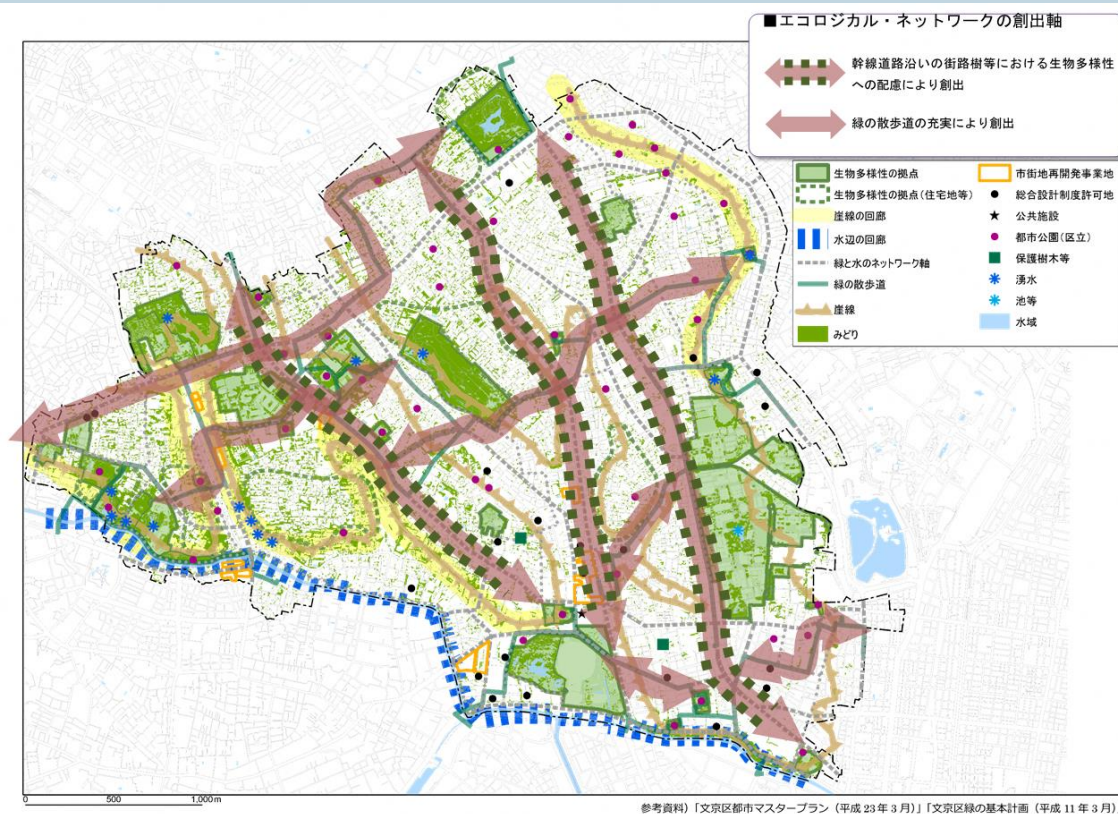 ■エコロジカル・ネットワークの創出軸
幹線道路沿いの街路樹等における生物多様性
への配慮により創出
緑の散歩道の充実により創出
生物多様性の拠点
生物多様性の拠点(住宅地等)
崖線の回廊
水辺の回廊
緑と水のネットワーク軸
緑の散歩道
崖線
みどり
市街地再開発事業地
総合設計制度許可地
公共施設
都市公園(区立)
保護樹木等
湧水
池等
水域
0 500 1,000m
参考資料)「文京区都市マスタープラン(平成 23 年 3 月)」「文京区緑の基本計画(平成 11 年 3 月)